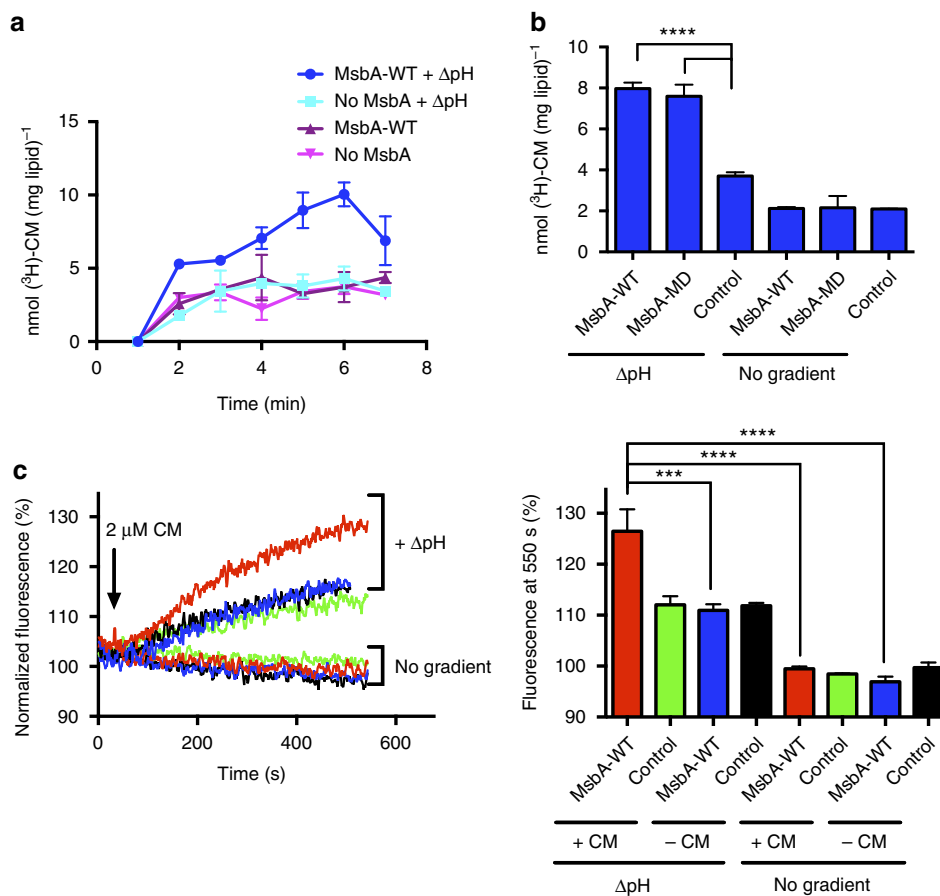 a
MsbA-WT + ΔpH
No MsbA + ΔpH
MsbA-WT
No MsbA
nmol (³H)-CM (mg lipid)⁻¹
15
10
5
0
0 2 4 6 8
Time (min)
b
****
nmol (³H)-CM (mg lipid)⁻¹
10
8
6
4
2
0
MsbA-WT
MsbA-MD
Control
MsbA-WT
MsbA-MD
Control
ΔpH
No gradient
c
Normalized fluorescence (%)
130
120
110
100
90
2 μM CM
+ ΔpH
No gradient
0 200 400 600
Time (s)
****
****
***
Fluorescence at 550 s (%)
130
120
110
100
90
MsbA-WT
Control
MsbA-WT
Control
MsbA-WT
Control
MsbA-WT
Control
+ CM
– CM
+ CM
– CM
ΔpH
No gradient